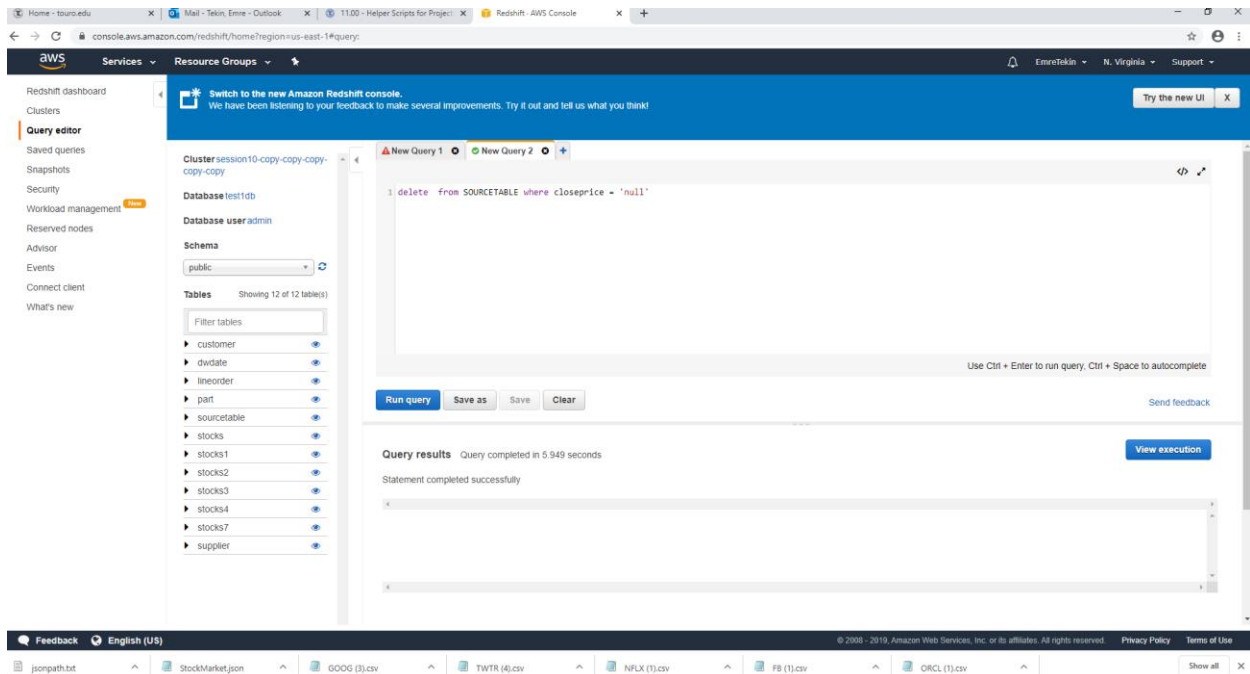 Home - touro.edu
Mail - Tekin, Emre - Outlook
11.00 - Helper Scripts for Project
Redshift · AWS Console
console.aws.amazon.com/redshift/home?region=us-east-1#query:
aws
Services
Resource Groups
EmreTekin
N. Virginia
Support
Redshift dashboard
Clusters
Query editor
Saved queries
Snapshots
Security
Workload management New
Reserved nodes
Advisor
Events
Connect client
What's new
Switch to the new Amazon Redshift console.
We have been listening to your feedback to make several improvements. Try it out and tell us what you think!
Try the new UI
X
Cluster session10-copy-copy-copy-
copy-copy
Database test1db
Database user admin
Schema
public
Tables Showing 12 of 12 table(s)
Filter tables
customer
dwdate
lineorder
part
sourcetable
stocks
stocks1
stocks2
stocks3
stocks4
stocks7
supplier
New Query 1
New Query 2
1 delete  from SOURCETABLE where closeprice = 'null'
Use Ctrl + Enter to run query, Ctrl + Space to autocomplete
Run query
Save as
Save
Clear
Send feedback
Query results Query completed in 5.949 seconds
View execution
Statement completed successfully
Feedback
English (US)
© 2008 - 2019, Amazon Web Services, Inc. or its affiliates. All rights reserved.
Privacy Policy
Terms of Use
jsonpath.txt
StockMarket.json
GOOG (3).csv
TWTR (4).csv
NFLX (1).csv
FB (1).csv
ORCL (1).csv
Show all